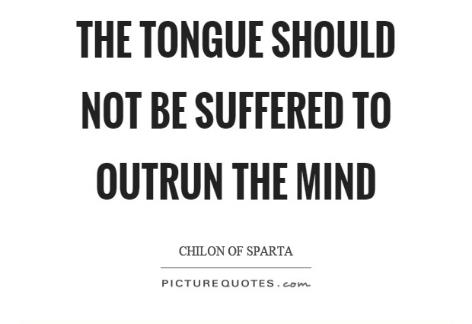 THE TONGUE SHOULD
NOT BE SUFFERED TO
OUTRUN THE MIND
CHILON OF SPARTA
PICTUREQUOTES.com